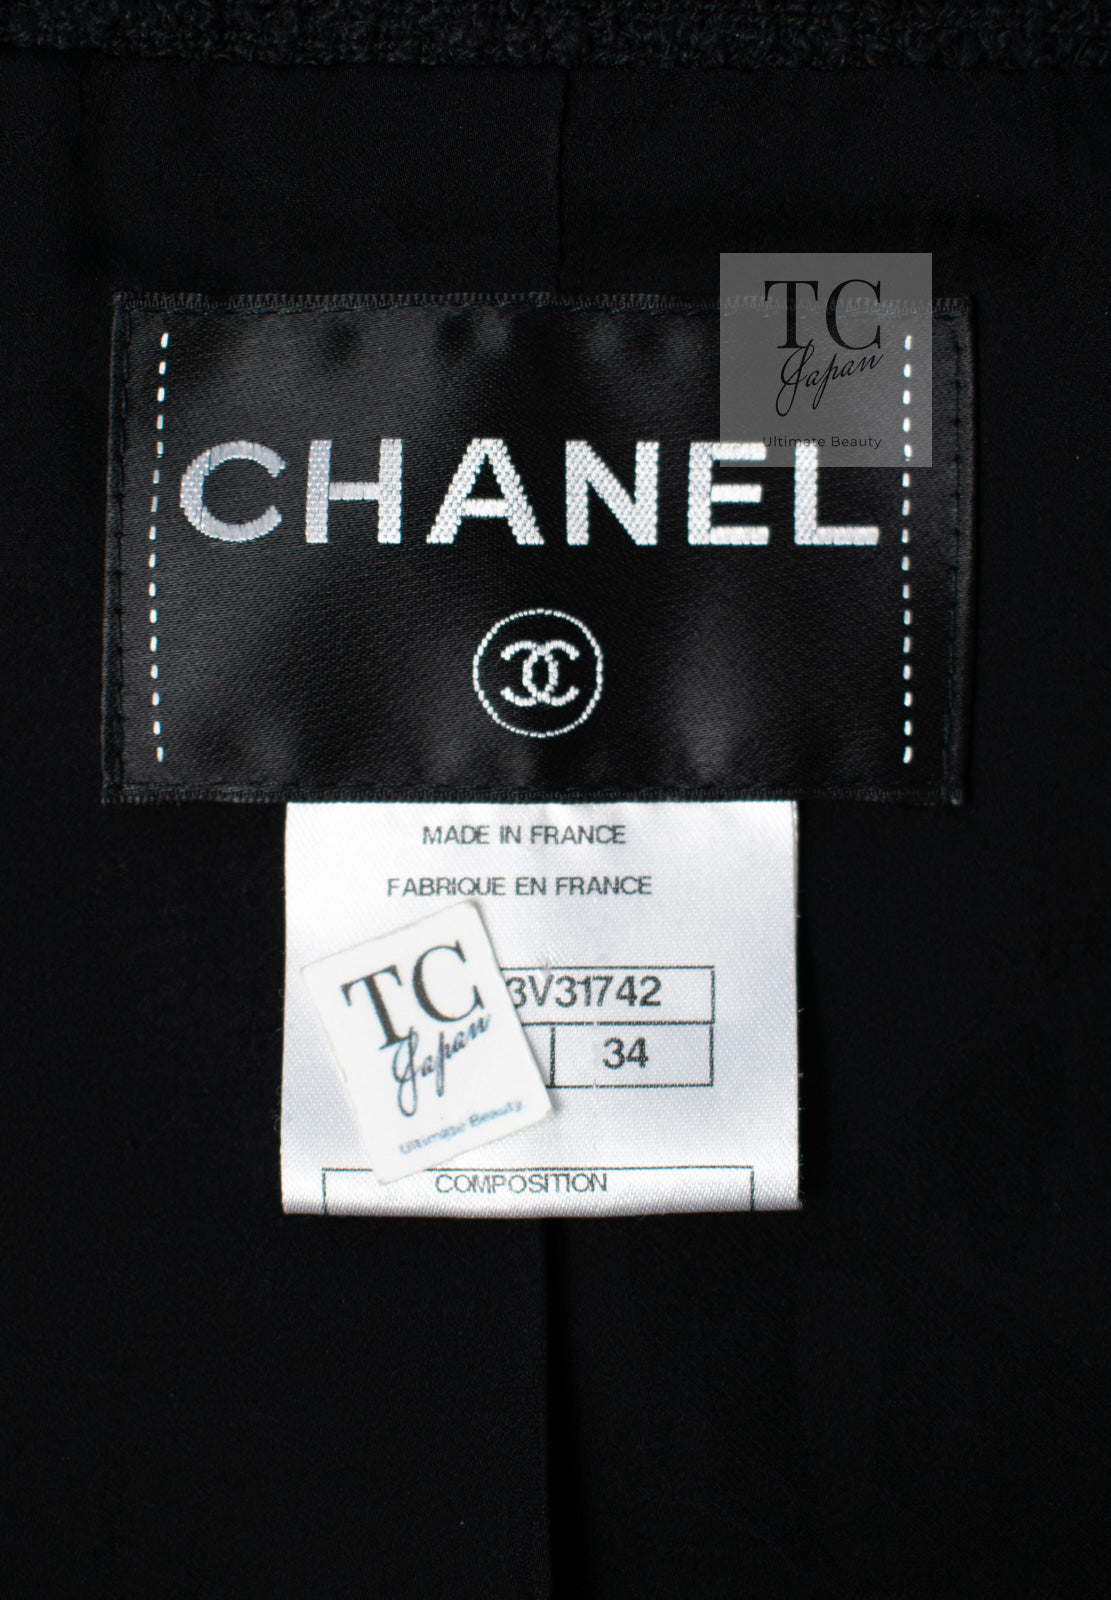 TC
Japan
Ultimate Beauty
CHANEL
MADE IN FRANCE
FABRIQUE EN FRANCE
3V31742
34
TC
Japan
Ultimate Beauty
COMPOSITION